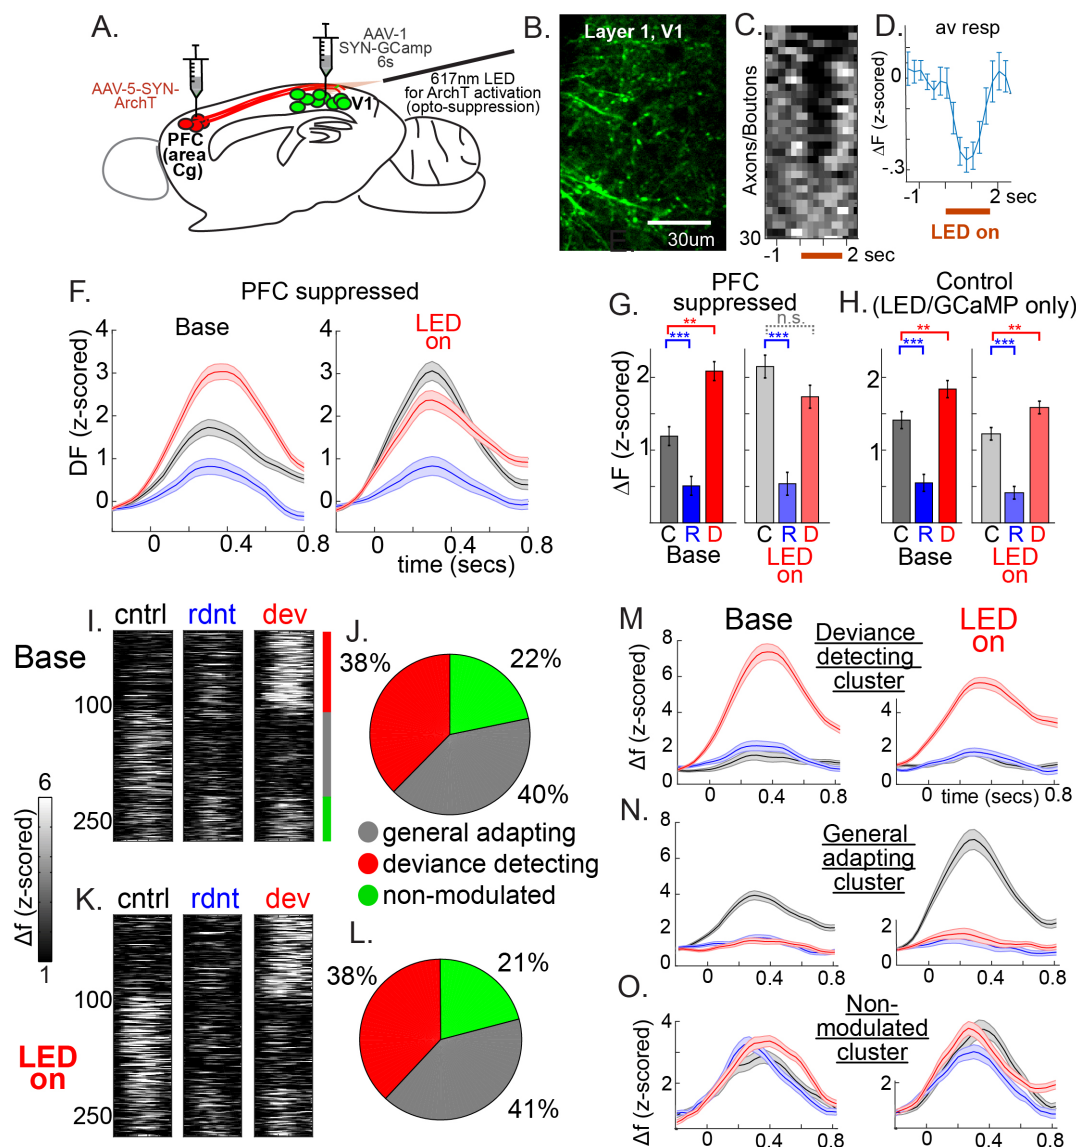 A.
AAV-1
SYN-GCamp
6s
AAV-5-SYN-
ArchT
617nm LED
for ArchT activation
(opto-suppression)
V1
PFC
(area
Cg)
B.
Layer 1, V1
30um
E.
C.
Axons/Boutons
30
-1 2 sec
D.
av resp
ΔF (z-scored)
0
-.3
-1 2 sec
LED on
F.
PFC suppressed
Base
LED
on
DF (z-scored)
4
3
2
1
0
4
3
2
1
0
0 0.4 0.8
0 0.4 0.8
time (secs)
G.
PFC
suppressed
** *** n.s. ***
ΔF (z-scored)
2
1
C R D
Base
C R D
LED
on
H.
Control
(LED/GCaMP only)
** *** ** ***
2
1
C R D
Base
C R D
LED
on
I.
cntrl rdnt dev
Base
100
250
J.
38%
22%
40%
general adapting
deviance detecting
non-modulated
6
Δf (z-scored)
1
K.
cntrl rdnt dev
100
LED
on
250
L.
38%
21%
41%
M
Base
LED
on
Deviance
detecting
cluster
Δf (z-scored)
8
6
4
2
0
4
2
0
0 0.4 0.8
0 0.4 0.8
time (secs)
N.
General
adapting
cluster
8
6
4
2
0
2
0
0 0.4 0.8
0 0.4 0.8
O.
Non-
modulated
cluster
Δf (z-scored)
4
2
0
2
0 0.4 0.8
0 0.4 0.8